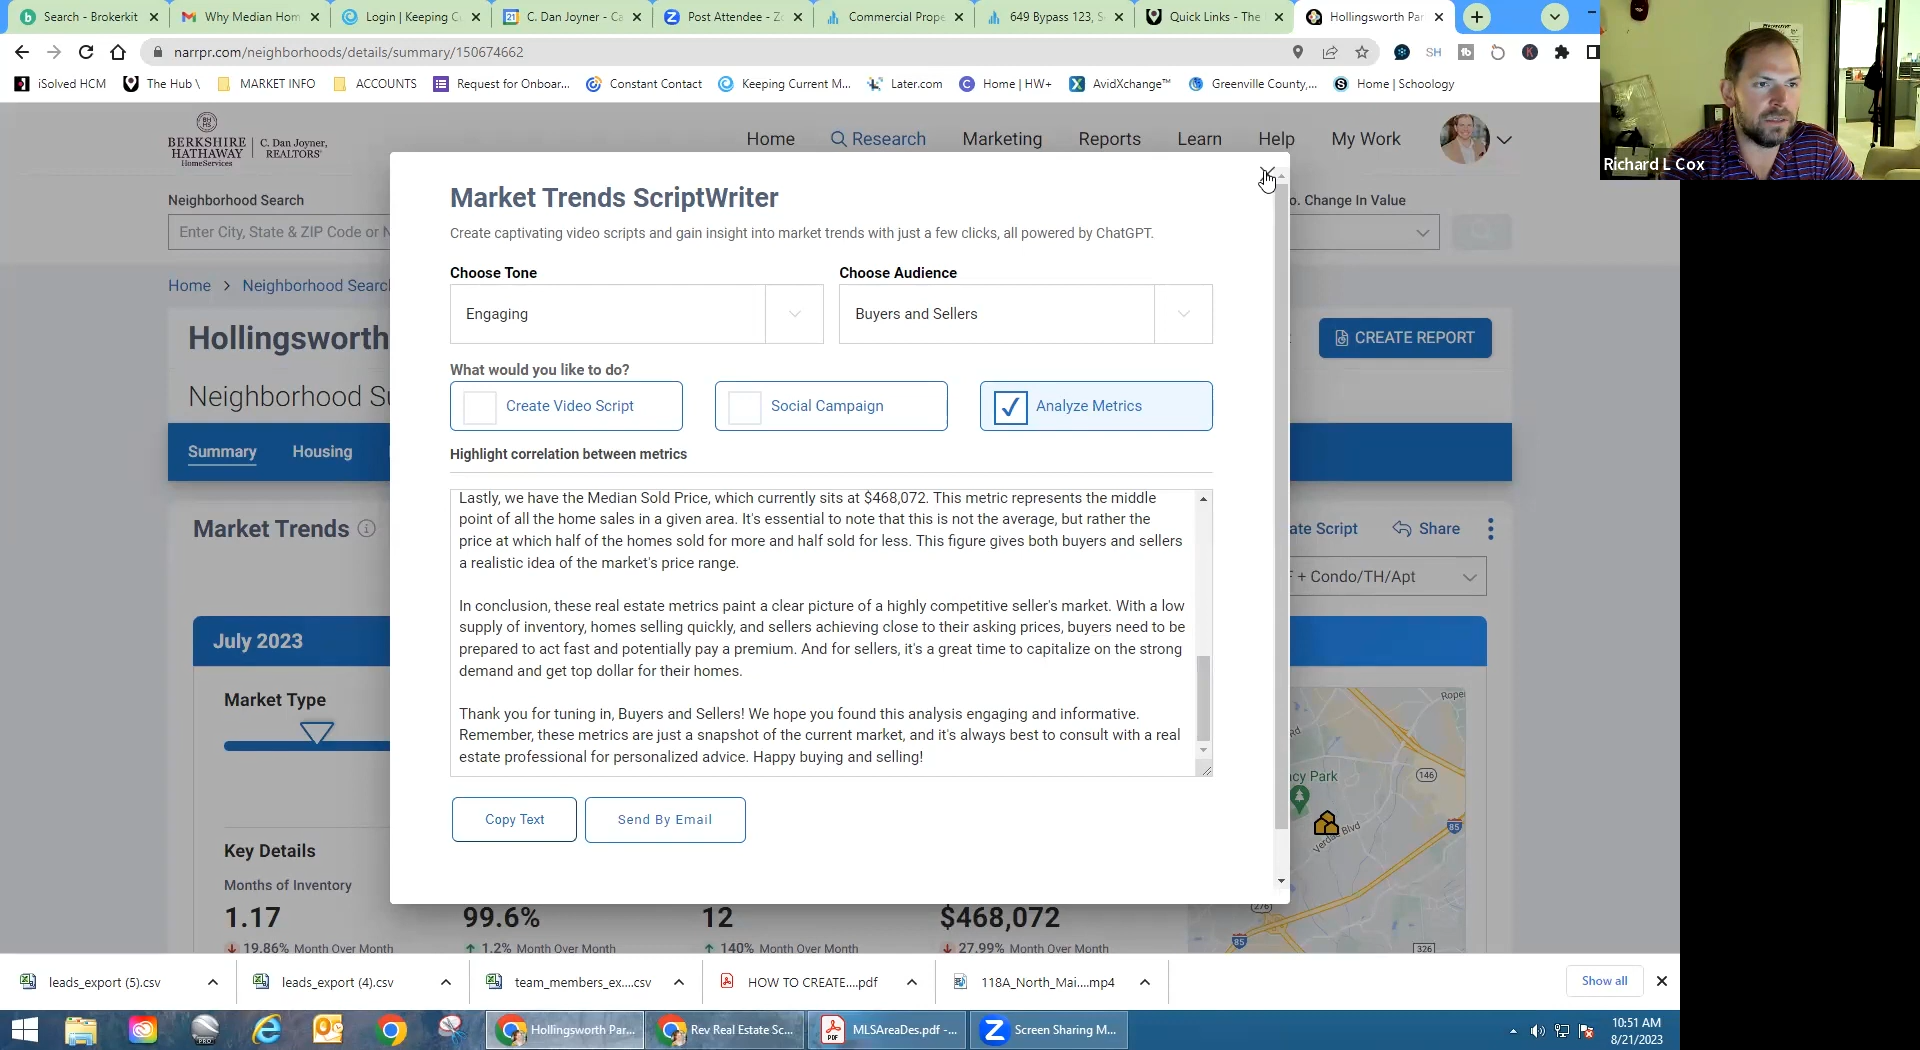 Search - Brokerkit
Why Median Hom
Login | Keeping C
C. Dan Joyner - Ca
Post Attendee - Zo
Commercial Prope
649 Bypass 123, S
Quick Links - The
Hollingsworth Par
narrpr.com/neighborhoods/details/summary/150674662
SH
iSolved HCM
The Hub \
MARKET INFO
ACCOUNTS
Request for Onboar...
Constant Contact
Keeping Current M...
Later.com
Home | HW+
AvidXchange™
Greenville County,...
Home | Schoology
Richard L Cox
BERKSHIRE
HATHAWAY
HomeServices
C. Dan Joyner,
REALTORS®
Home
Research
Marketing
Reports
Learn
Help
My Work
Neighborhood Search
o. Change In Value
Enter City, State & ZIP Code or N
Home > Neighborhood Search
Hollingsworth
CREATE REPORT
Neighborhood Su
Summary
Housing
Market Trends
ate Script
Share
F + Condo/TH/Apt
July 2023
Market Type
Key Details
Months of Inventory
1.17
99.6%
12
$468,072
19.86% Month Over Month
1.2% Month Over Month
140% Month Over Month
27.99% Month Over Month
Market Trends ScriptWriter
Create captivating video scripts and gain insight into market trends with just a few clicks, all powered by ChatGPT.
Choose Tone
Choose Audience
Engaging
Buyers and Sellers
What would you like to do?
Create Video Script
Social Campaign
Analyze Metrics
Highlight correlation between metrics
Lastly, we have the Median Sold Price, which currently sits at $468,072. This metric represents the middle
point of all the home sales in a given area. It's essential to note that this is not the average, but rather the
price at which half of the homes sold for more and half sold for less. This figure gives both buyers and sellers
a realistic idea of the market's price range.
In conclusion, these real estate metrics paint a clear picture of a highly competitive seller's market. With a low
supply of inventory, homes selling quickly, and sellers achieving close to their asking prices, buyers need to be
prepared to act fast and potentially pay a premium. And for sellers, it's a great time to capitalize on the strong
demand and get top dollar for their homes.
Thank you for tuning in, Buyers and Sellers! We hope you found this analysis engaging and informative.
Remember, these metrics are just a snapshot of the current market, and it's always best to consult with a real
estate professional for personalized advice. Happy buying and selling!
Copy Text
Send By Email
Roper
Rd
ncy Park
Verdae Blvd
146
85
276
85
326
leads_export (5).csv
leads_export (4).csv
team_members_ex....csv
HOW TO CREATE....pdf
118A_North_Mai....mp4
Show all
Hollingsworth Par...
Rev Real Estate Sc...
MLSAreaDes.pdf -...
Screen Sharing M...
10:51 AM
8/21/2023